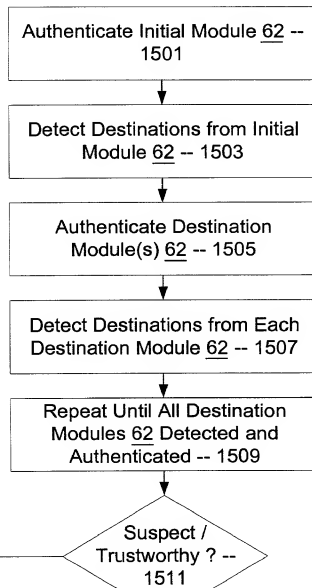 Authenticate Initial Module 62 --
1501
Detect Destinations from Initial
Module 62 -- 1503
Authenticate Destination
Module(s) 62 -- 1505
Detect Destinations from Each
Destination Module 62 -- 1507
Repeat Until All Destination
Modules 62 Detected and
Authenticated -- 1509
Suspect /
Trustworthy ? --
1511